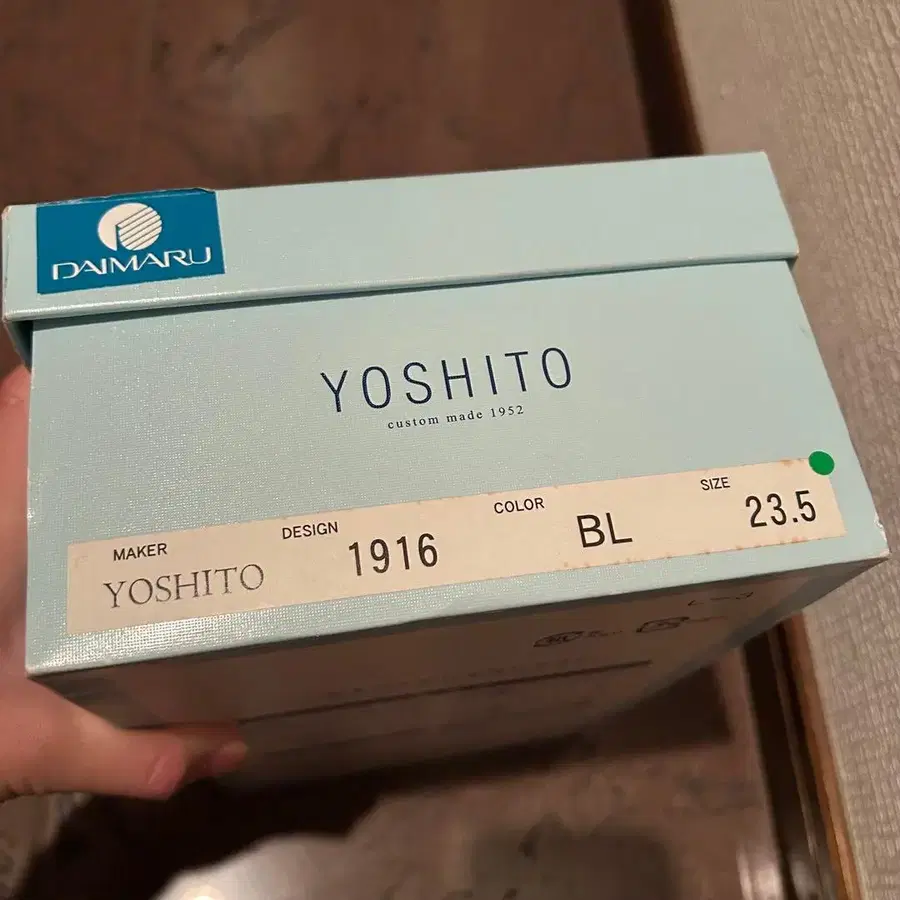 DAIMARU
YOSHITO
custom made 1952
MAKER DESIGN COLOR SIZE
YOSHITO 1916 BL 23.5